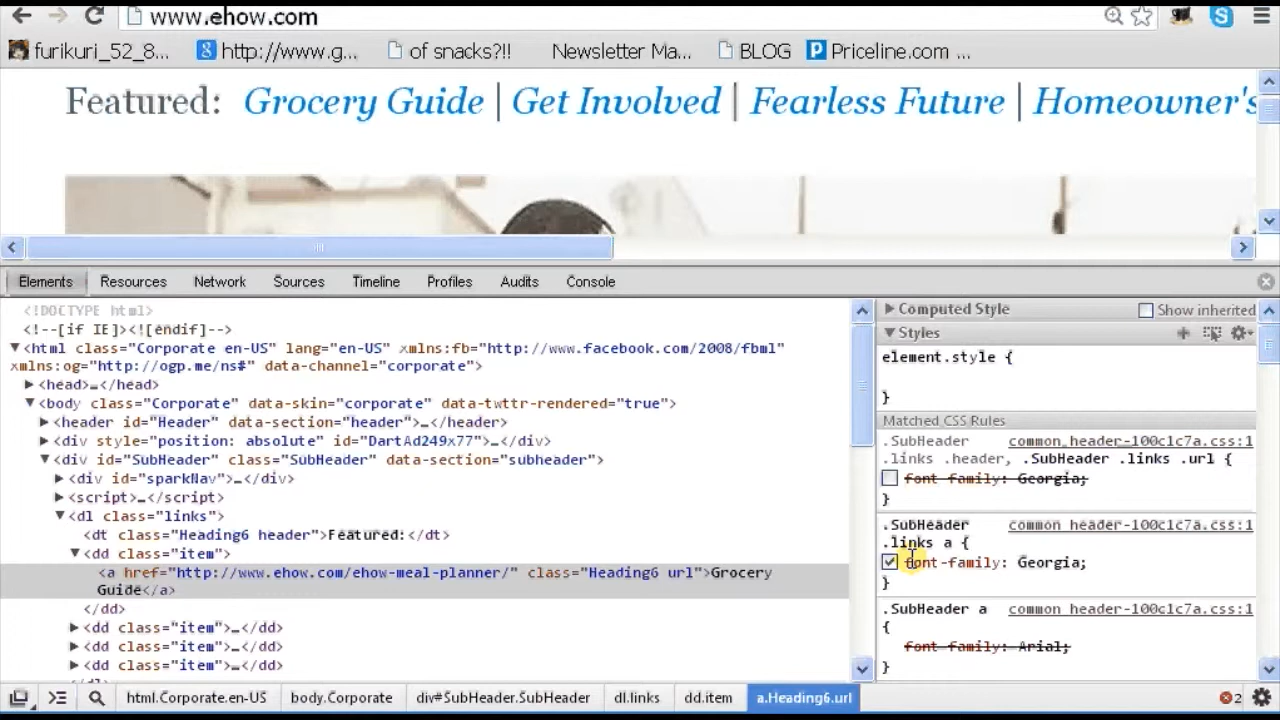 www.ehow.com
furikuri_52_8... http://www.g... of snacks?!! Newsletter Ma... BLOG Priceline.com ...
Featured: Grocery Guide | Get Involved | Fearless Future | Homeowner's
Elements Resources Network Sources Timeline Profiles Audits Console
<!DOCTYPE html>
<!--[if IE]><![endif]-->
<html class="Corporate en-US" lang="en-US" xmlns:fb="http://www.facebook.com/2008/fbml"
xmlns:og="http://ogp.me/ns#" data-channel="corporate">
<head>…</head>
<body class="Corporate" data-skin="corporate" data-twttr-rendered="true">
<header id="Header" data-section="header">…</header>
<div style="position: absolute" id="DartAd249x77">…</div>
<div id="SubHeader" class="SubHeader" data-section="subheader">
<div id="sparkNav">…</div>
<script>…</script>
<dl class="links">
<dt class="Heading6 header">Featured:</dt>
<dd class="item">
<a href="http://www.ehow.com/ehow-meal-planner/" class="Heading6 url">Grocery
Guide</a>
</dd>
<dd class="item">…</dd>
<dd class="item">…</dd>
<dd class="item">…</dd>
Computed Style Show inherited
Styles
element.style {
}
Matched CSS Rules
.SubHeader common_header-100c1c7a.css:1
.links .header, .SubHeader .links .url {
font-family: Georgia;
}
.SubHeader common_header-100c1c7a.css:1
.links a {
font-family: Georgia;
}
.SubHeader a common_header-100c1c7a.css:1
{
font-family: Arial;
}
html.Corporate.en-US body.Corporate div#SubHeader.SubHeader dl.links dd.item a.Heading6.url 2